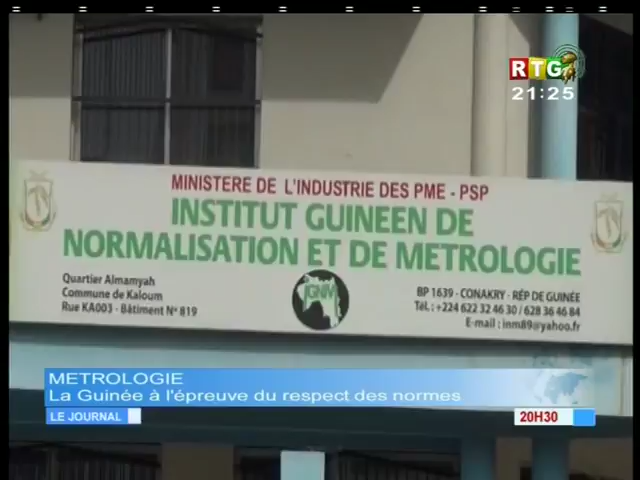 RTG
21:25
MINISTERE DE L'INDUSTRIE DES PME - PSP
INSTITUT GUINEEN DE
NORMALISATION ET DE METROLOGIE
Quartier Almamyah
Commune de Kaloum
Rue KA003 - Bâtiment N° 819
IGNM
BP 1639 - CONAKRY - RÉP DE GUINÉE
Tél. : +224 622 32 46 30 / 628 36 46 84
E-mail : inm89@yahoo.fr
METROLOGIE
La Guinée à l'épreuve du respect des normes
LE JOURNAL
20H30